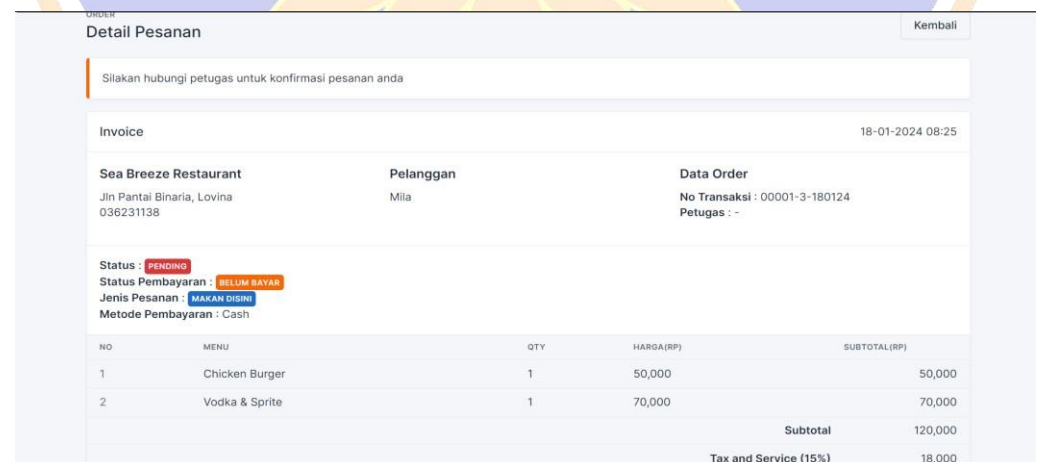 ORDER
Detail Pesanan
Kembali
Silakan hubungi petugas untuk konfirmasi pesanan anda
Invoice 18-01-2024 08:25
Sea Breeze Restaurant Pelanggan Data Order
Jln Pantai Binaria, Lovina Mila No Transaksi : 00001-3-180124
036231138 Petugas : -
Status : PENDING
Status Pembayaran : BELUM BAYAR
Jenis Pesanan : MAKAN DISINI
Metode Pembayaran : Cash
NO MENU QTY HARGA(RP) SUBTOTAL(RP)
1 Chicken Burger 1 50,000 50,000
2 Vodka & Sprite 1 70,000 70,000
Subtotal 120,000
Tax and Service (15%) 18,000